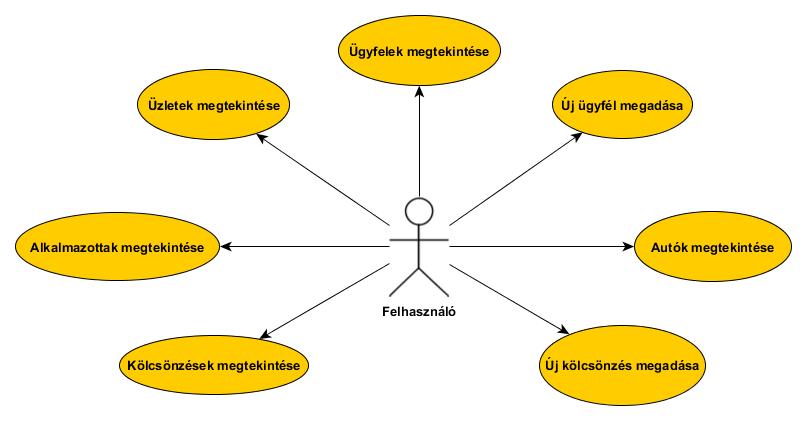 Ügyfelek megtekintése
Üzletek megtekintése
Új ügyfél megadása
Alkalmazottak megtekintése
Autók megtekintése
Felhasználó
Kölcsönzések megtekintése
Új kölcsönzés megadása